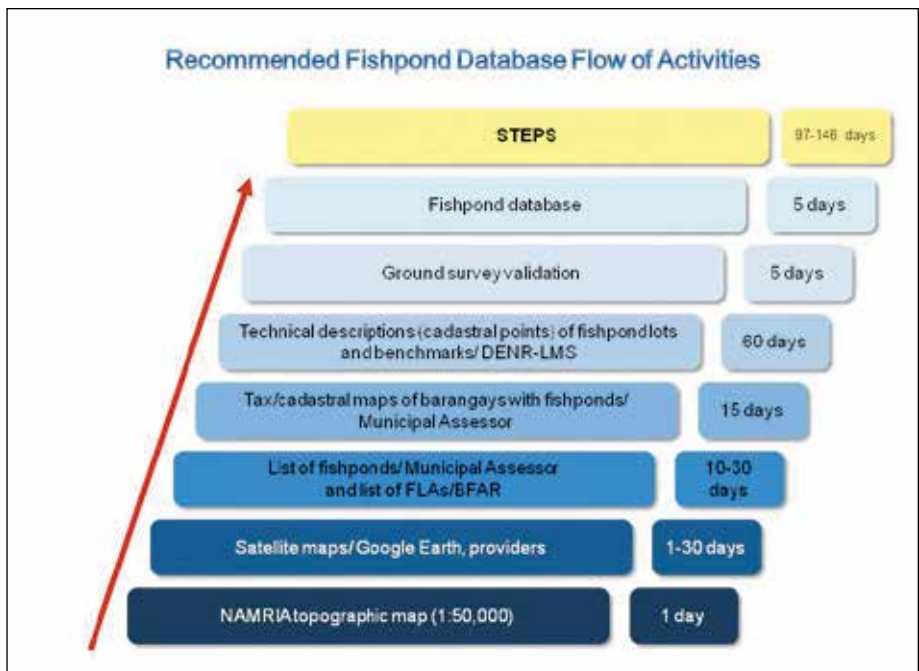 Recommended Fishpond Database Flow of Activities
STEPS
97-146 days
Fishpond database
5 days
Ground survey validation
5 days
Technical descriptions (cadastral points) of fishpond lots
and benchmarks/ DENR-LMS
60 days
Tax/cadastral maps of barangays with fishponds/
Municipal Assessor
15 days
List of fishponds/ Municipal Assessor
and list of FLAs/BFAR
10-30
days
Satellite maps/ Google Earth, providers
1-30 days
NAMRIA topographic map (1:50,000)
1 day